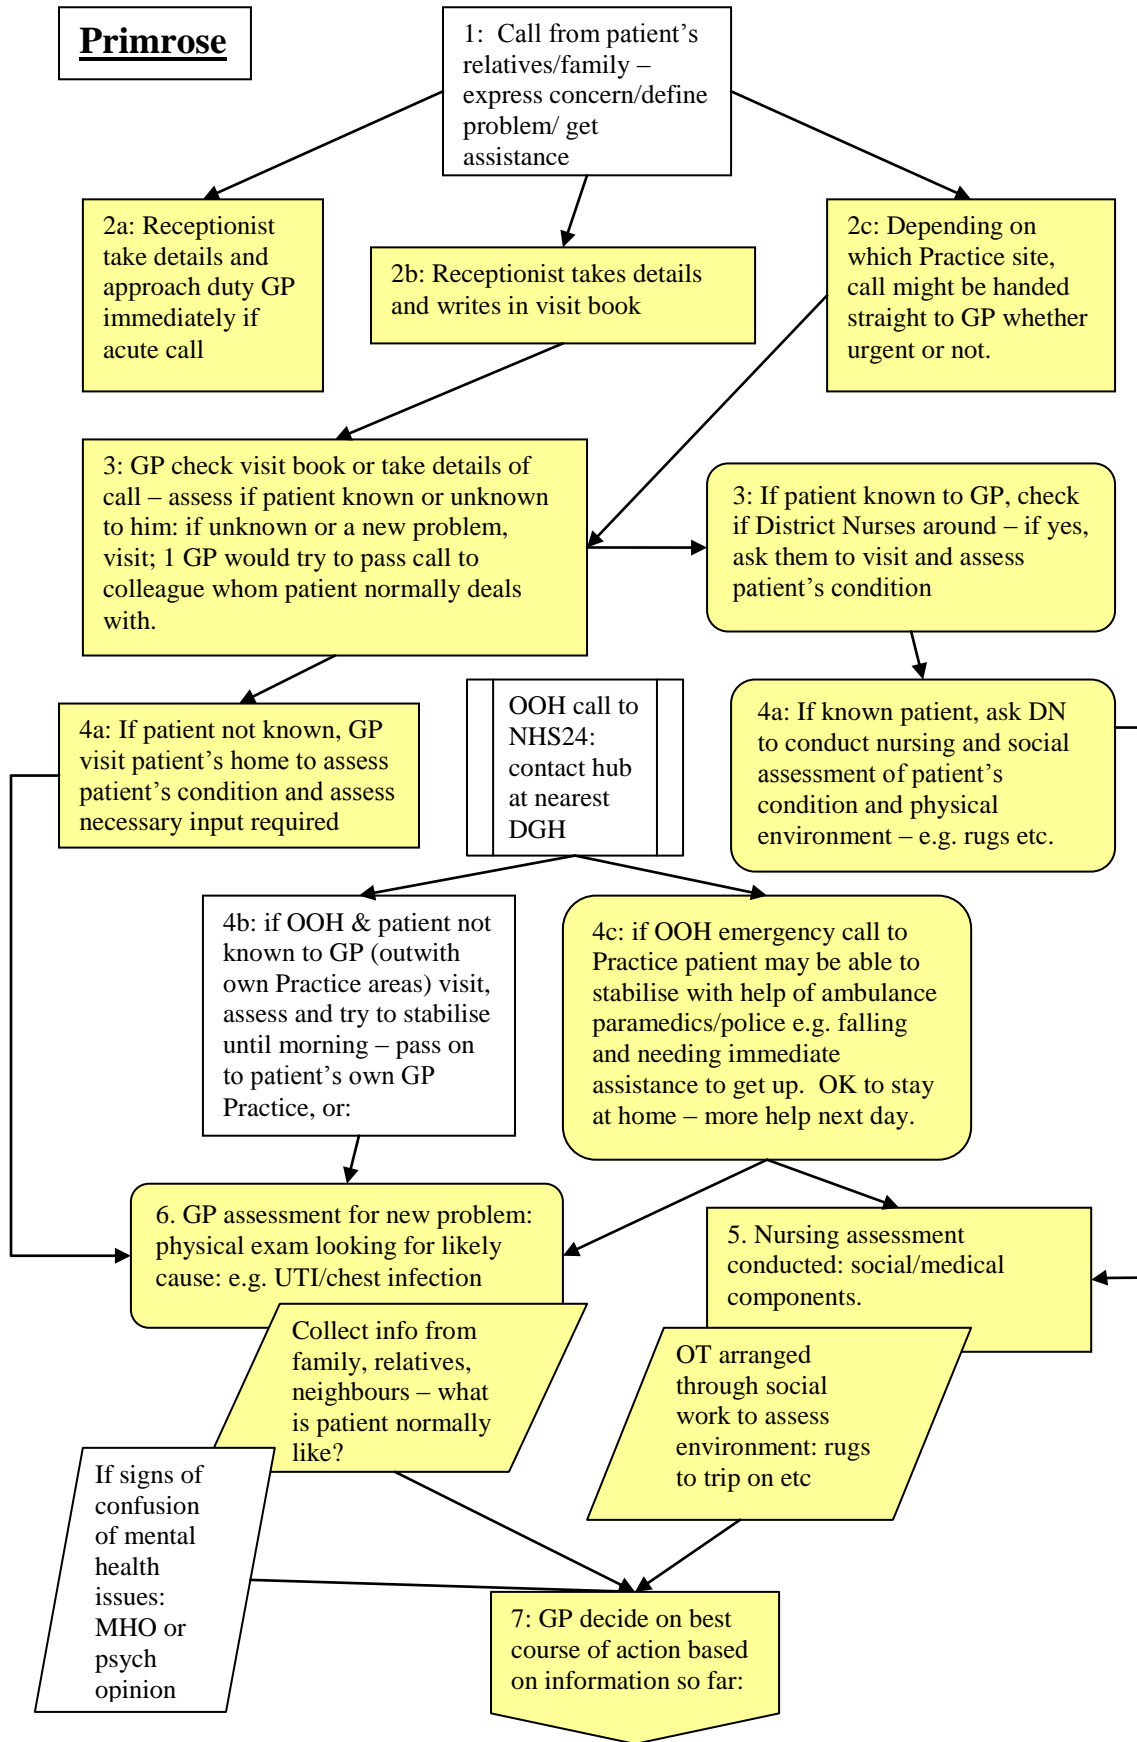 Primrose
1:  Call from patient's
relatives/family –
express concern/define
problem/ get
assistance
2a: Receptionist
take details and
approach duty GP
immediately if
acute call
2b: Receptionist takes details
and writes in visit book
2c: Depending on
which Practice site,
call might be handed
straight to GP whether
urgent or not.
3: GP check visit book or take details of
call – assess if patient known or unknown
to him: if unknown or a new problem,
visit; 1 GP would try to pass call to
colleague whom patient normally deals
with.
3: If patient known to GP, check
if District Nurses around – if yes,
ask them to visit and assess
patient's condition
4a: If patient not known, GP
visit patient's home to assess
patient's condition and assess
necessary input required
OOH call to
NHS24:
contact hub
at nearest
DGH
4a: If known patient, ask DN
to conduct nursing and social
assessment of patient's
condition and physical
environment – e.g. rugs etc.
4b: if OOH & patient not
known to GP (outwith
own Practice areas) visit,
assess and try to stabilise
until morning – pass on
to patient's own GP
Practice, or:
4c: if OOH emergency call to
Practice patient may be able to
stabilise with help of ambulance
paramedics/police e.g. falling
and needing immediate
assistance to get up.  OK to stay
at home – more help next day.
6. GP assessment for new problem:
physical exam looking for likely
cause: e.g. UTI/chest infection
5. Nursing assessment
conducted: social/medical
components.
Collect info from
family, relatives,
neighbours – what
is patient normally
like?
OT arranged
through social
work to assess
environment: rugs
to trip on etc
If signs of
confusion
of mental
health
issues:
MHO or
psych
opinion
7: GP decide on best
course of action based
on information so far: